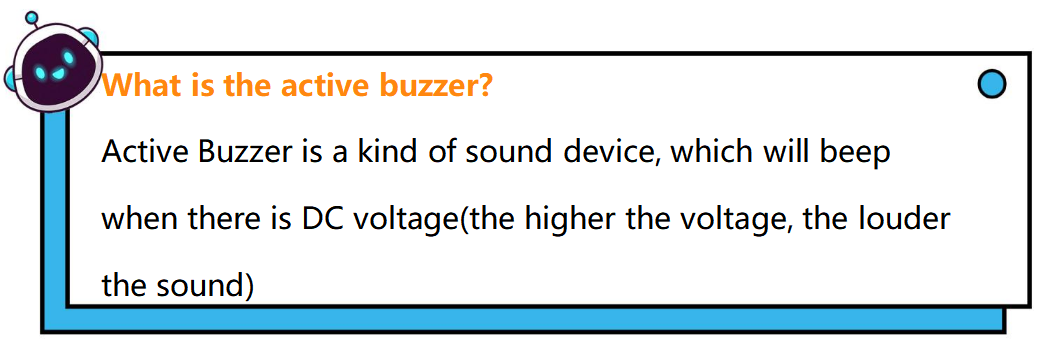 What is the active buzzer?
Active Buzzer is a kind of sound device, which will beep
when there is DC voltage(the higher the voltage, the louder
the sound)